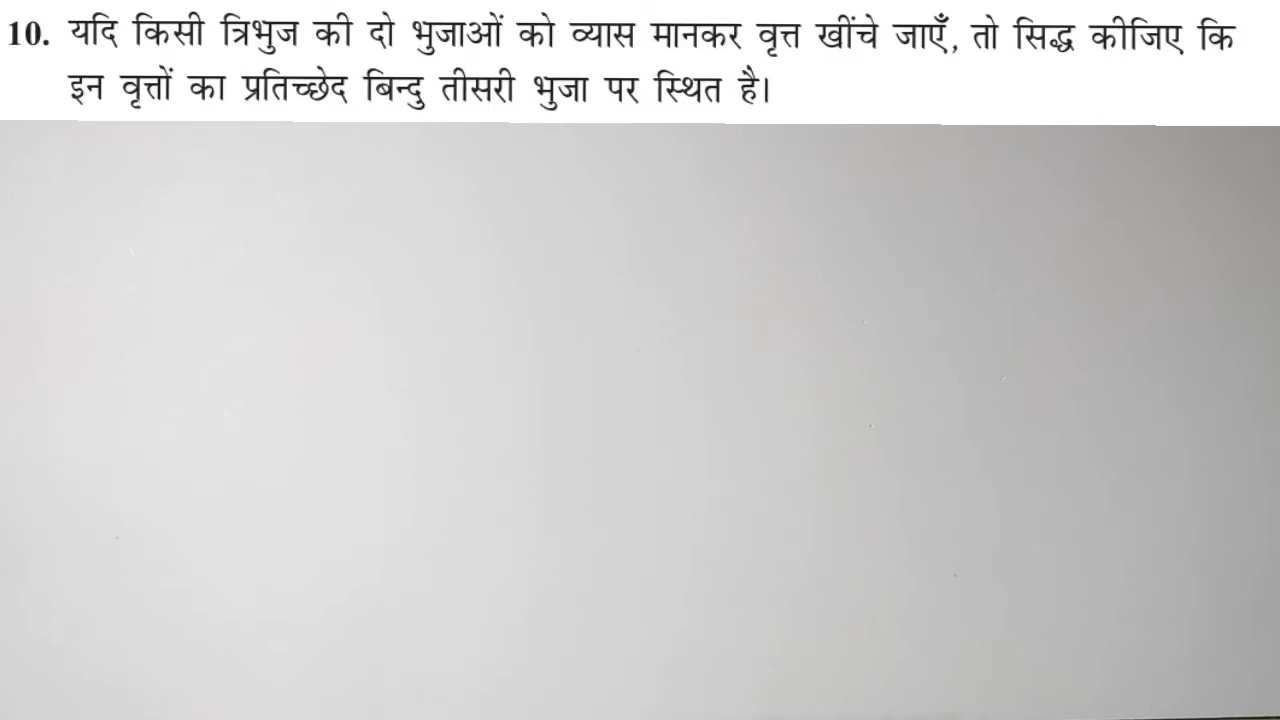 10. यदि किसी त्रिभुज की दो भुजाओं को व्यास मानकर वृत्त खींचे जाएँ, तो सिद्ध कीजिए कि
इन वृत्तों का प्रतिच्छेद बिन्दु तीसरी भुजा पर स्थित है।